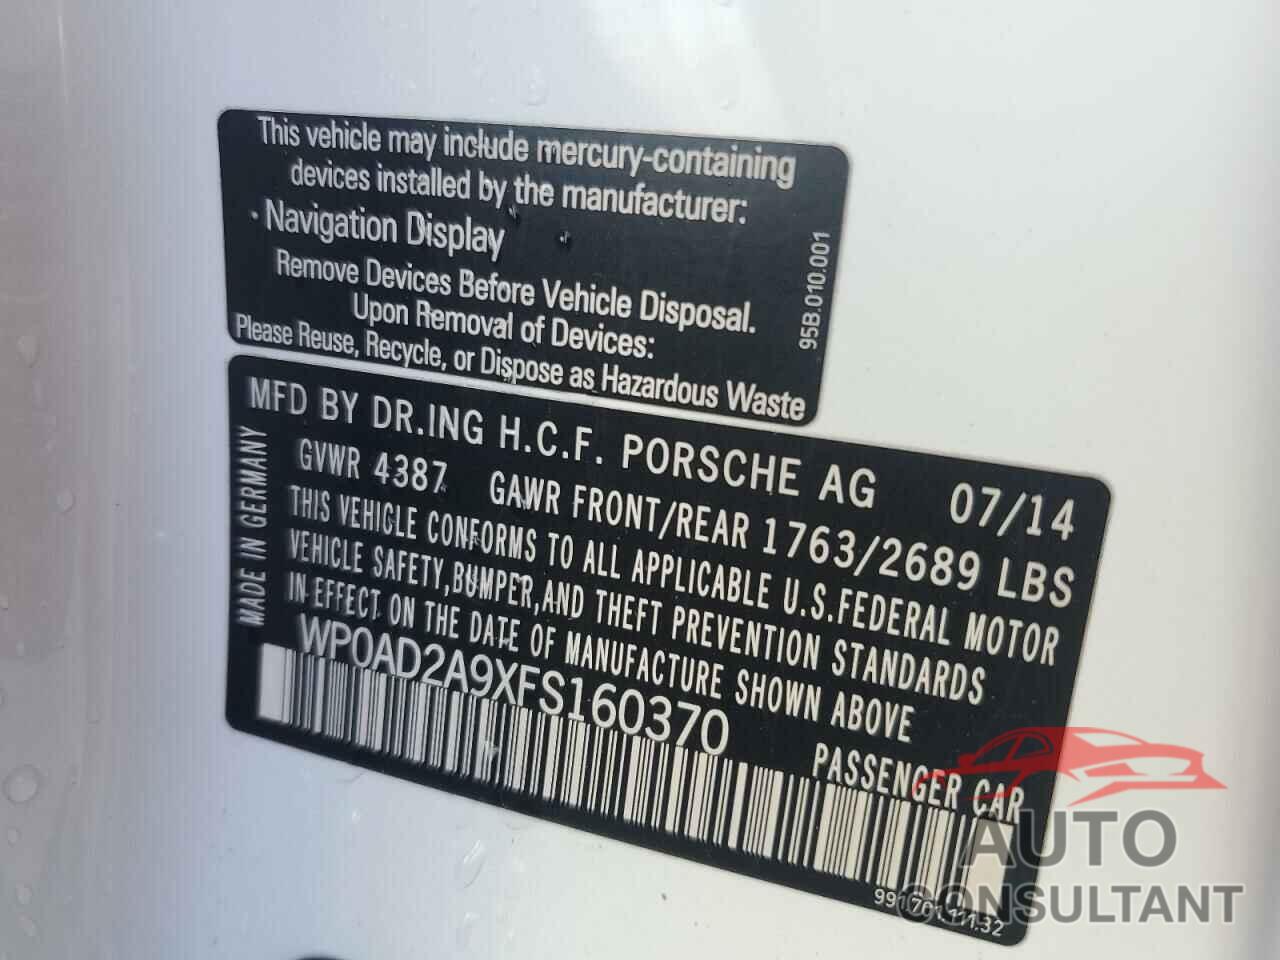 This vehicle may include mercury-containing
devices installed by the manufacturer:
· Navigation Display
Remove Devices Before Vehicle Disposal.
Upon Removal of Devices:
Please Reuse, Recycle, or Dispose as Hazardous Waste
95B.010.001
MFD BY DR.ING H.C.F. PORSCHE AG 07/14
GVWR 4387 GAWR FRONT/REAR 1763/2689 LBS
THIS VEHICLE CONFORMS TO ALL APPLICABLE U.S.FEDERAL MOTOR
VEHICLE SAFETY,BUMPER,AND THEFT PREVENTION STANDARDS
IN EFFECT ON THE DATE OF MANUFACTURE SHOWN ABOVE
MADE IN GERMANY
WP0AD2A9XFS160370
PASSENGER CAR
991.701.111.32
AUTO
CONSULTANT